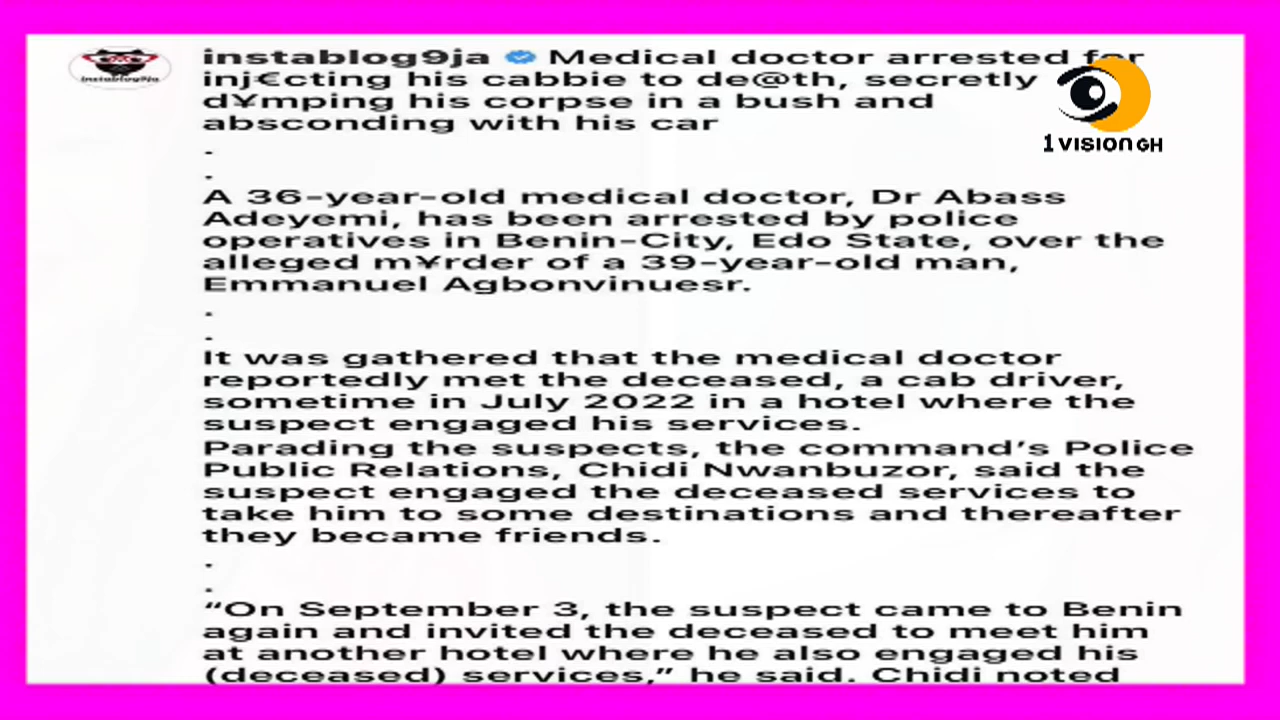 instablog9ja Medical doctor arrested for
inj€cting his cabbie to de@th, secretly
d¥mping his corpse in a bush and
absconding with his car
.
.
A 36-year-old medical doctor, Dr Abass
Adeyemi, has been arrested by police
operatives in Benin-City, Edo State, over the
alleged m¥rder of a 39-year-old man,
Emmanuel Agbonvinuesr.
.
.
It was gathered that the medical doctor
reportedly met the deceased, a cab driver,
sometime in July 2022 in a hotel where the
suspect engaged his services.
Parading the suspects, the command’s Police
Public Relations, Chidi Nwanbuzor, said the
suspect engaged the deceased services to
take him to some destinations and thereafter
they became friends.
.
.
“On September 3, the suspect came to Benin
again and invited the deceased to meet him
at another hotel where he also engaged his
(deceased) services,” he said. Chidi noted
instablog9ja
1 VISION GH